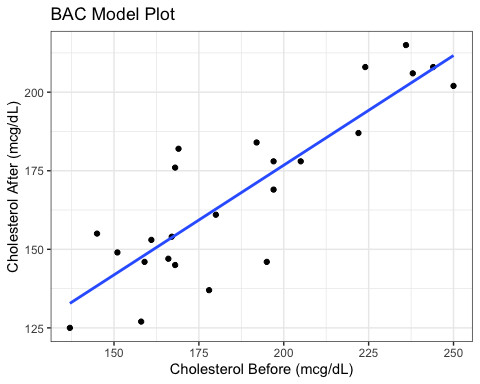 BAC Model Plot
Cholesterol After (mcg/dL)
200
175
150
125
150 175 200 225 250
Cholesterol Before (mcg/dL)